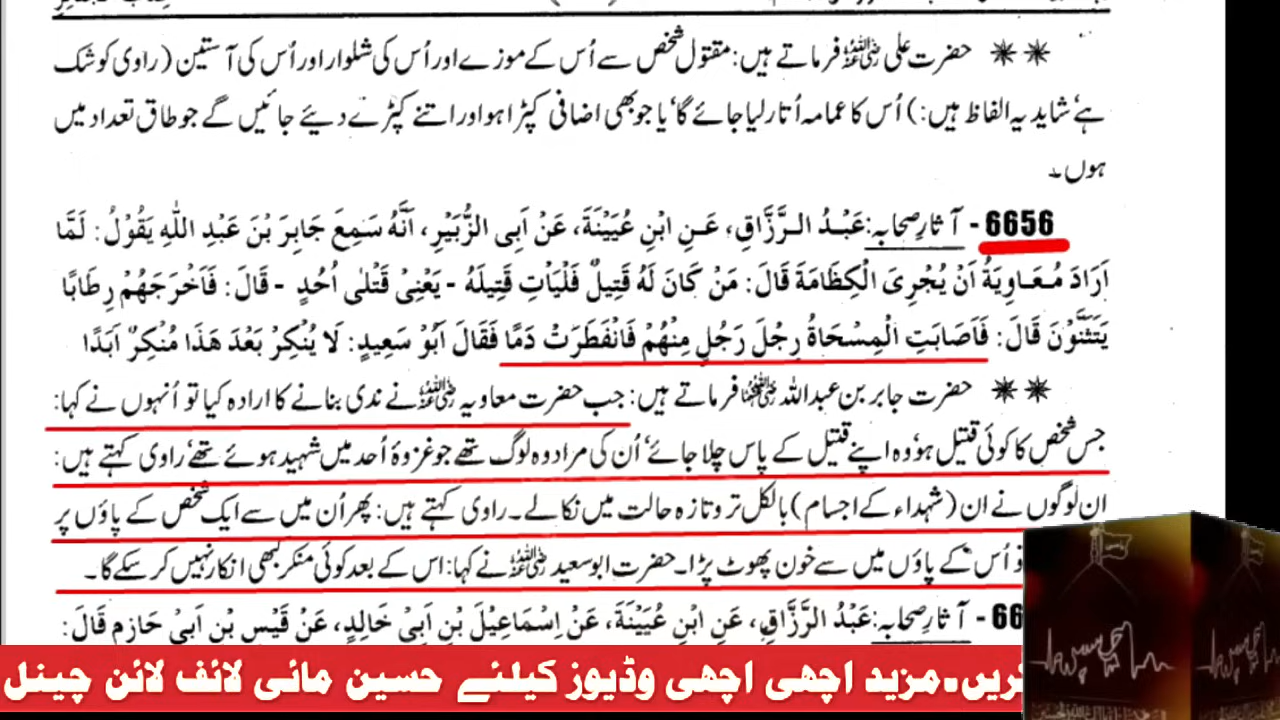 ✳✳ حضرت علی رضی اللہ عنہ فرماتے ہیں: مقتول شخص سے اُس کے موزے اور اُس کی شلوار اور اُس کی آستین (راوی کو شک
ہے شاید یہ الفاظ ہیں:) اُس کا عمامہ اُتار لیا جائے گا' یا جو بھی اضافی کپڑا ہو اور اتنے کپڑے دیئے جائیں گے جو طاق تعداد میں
ہوں۔
6656 - آثارِ صحابہ: عَبْدُ الرَّزَّاقِ، عَنِ ابْنِ عُيَيْنَةَ، عَنْ اَبِى الزُّبَيْرِ، اَنَّهُ سَمِعَ جَابِرَ بْنَ عَبْدِ اللّٰهِ يَقُوْلُ: لَمَّا
اَرَادَ مُعَاوِيَةُ اَنْ يُجْرِىَ الْكِظَامَةَ قَالَ: مَنْ كَانَ لَهُ قَتِيلٌ فَلْيَاْتِ قَتِيلَهُ - يَعْنِىْ قَتْلٰى اُحُدٍ - قَالَ: فَاَخْرَجَهُمْ رِطَابًا
يَتَثَنَّوْنَ قَالَ: فَاَصَابَتِ الْمِسْحَاةُ رِجْلَ رَجُلٍ مِنْهُمْ فَانْفَطَرَتْ دَمًا فَقَالَ اَبُوْ سَعِيدٍ: لَا يُنْكِرُ بَعْدَ هَذَا مُنْكِرٌ اَبَدًا
✳✳ حضرت جابر بن عبداللہ رضی اللہ عنہما فرماتے ہیں: جب حضرت معاویہ رضی اللہ عنہ نے ندی بنانے کا ارادہ کیا تو اُنہوں نے کہا:
جس شخص کا کوئی قتیل ہو' وہ اپنے قتیل کے پاس چلا جائے' اُن کی مراد وہ لوگ تھے جو غزوۂ اُحد میں شہید ہوئے تھے' راوی کہتے ہیں:
ان لوگوں نے ان (شہداء کے اجسام) بالکل تر و تازہ حالت میں نکالے۔ راوی کہتے ہیں: پھر اُن میں سے ایک شخص کے پاؤں پر
اُس کے پاؤں میں سے خون پھوٹ پڑا۔ حضرت ابوسعید رضی اللہ عنہ نے کہا: اس کے بعد کوئی منکر کبھی انکار نہیں کر سکے گا۔
66 - آثارِ صحابہ: عَبْدُ الرَّزَّاقِ، عَنِ ابْنِ عُيَيْنَةَ، عَنْ اِسْمَاعِيْلَ بْنِ اَبِىْ خَالِدٍ، عَنْ قَيْسِ بْنِ اَبِىْ حَازِمٍ قَالَ:
کریں۔مزید اچھی اچھی وڈیوز کیلئے حسین مائی لائف لائن چینل